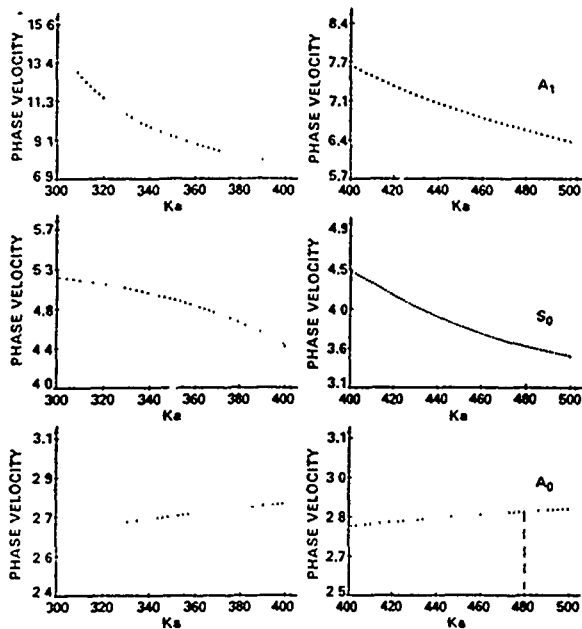 PHASE VELOCITY
15 6
13.4
11.3
9 1
6 9
300 320 340 360 380 400
Ka
PHASE VELOCITY
8.4
7.7
7.1
6.4
5.7
400 420 440 460 480 500
Ka
A1
PHASE VELOCITY
5.7
5.3
4.8
4 4
4 0
300 320 340 360 380 400
Ka
PHASE VELOCITY
4.9
4.5
4.0
3.6
3.1
400 420 440 460 480 500
Ka
S0
PHASE VELOCITY
3.1
2 9
2.7
2 6
2 4
300 320 340 360 380 400
Ka
PHASE VELOCITY
3.1
3 0
2.8
2.7
2 5
400 420 440 460 480 500
Ka
A0